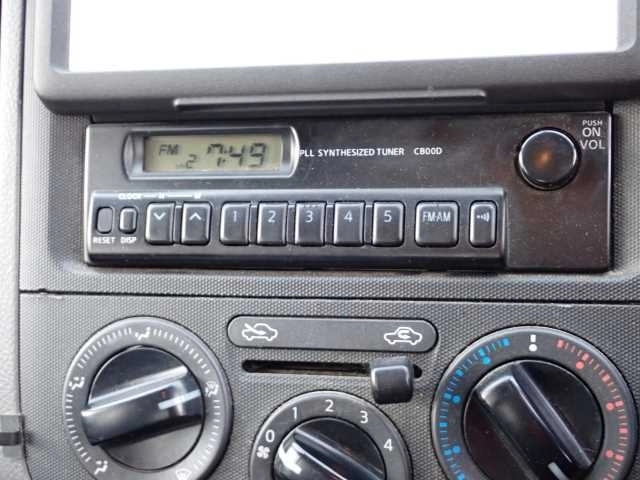 PUSH
ON
VOL
FM
2
7:49
PLL SYNTHESIZED TUNER CB00D
CLOCK H M
RESET DISP 1 2 3 4 5 FM·AM
0 1 2 3 4